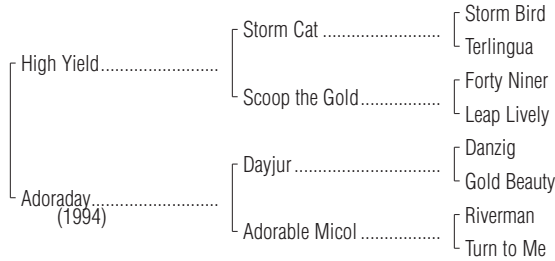 Storm Bird
Storm Cat ..........................
Terlingua
High Yield..........................
Forty Niner
Scoop the Gold..................
Leap Lively
Danzig
Dayjur ................................
Gold Beauty
Adoraday............................
(1994)
Riverman
Adorable Micol ..................
Turn to Me